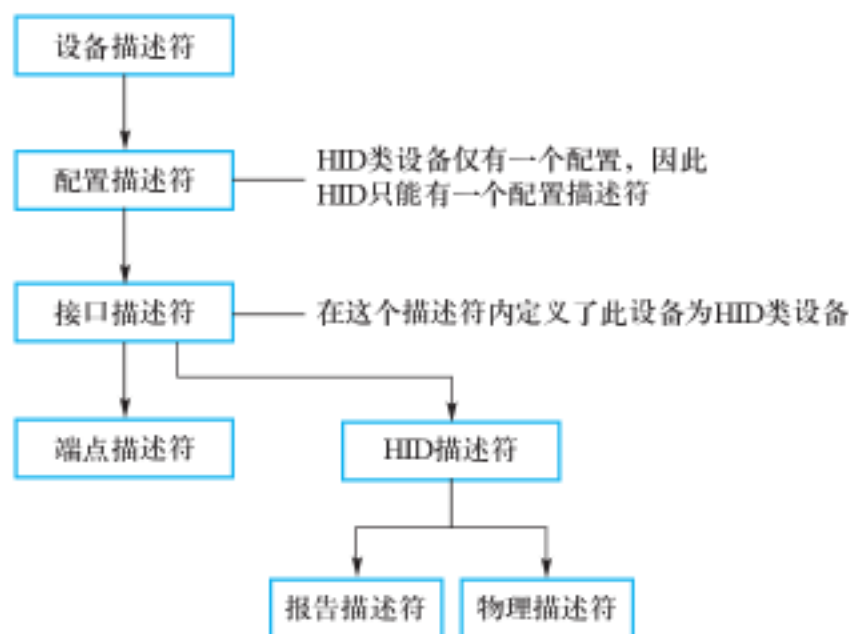 设备描述符
配置描述符
HID类设备仅有一个配置，因此
HID只能有一个配置描述符
接口描述符
在这个描述符内定义了此设备为HID类设备
端点描述符
HID描述符
报告描述符
物理描述符